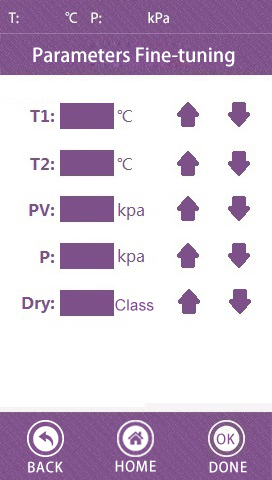 T: ℃ P: kPa
Parameters Fine-tuning
T1: ℃
T2: ℃
PV: kpa
P: kpa
Dry: Class
OK
BACK HOME DONE